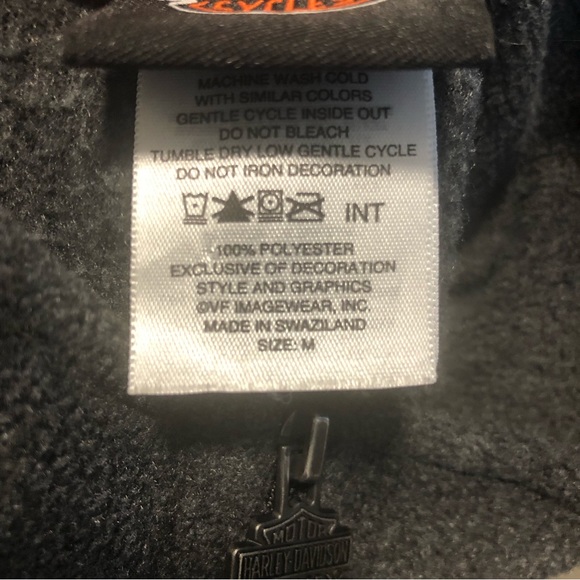 CYCLES
MACHINE WASH COLD
WITH SIMILAR COLORS
GENTLE CYCLE INSIDE OUT
DO NOT BLEACH
TUMBLE DRY LOW GENTLE CYCLE
DO NOT IRON DECORATION
INT
100% POLYESTER
EXCLUSIVE OF DECORATION
STYLE AND GRAPHICS
©VF IMAGEWEAR, INC.
MADE IN SWAZILAND
SIZE: M
MOTOR
HARLEY-DAVIDSON